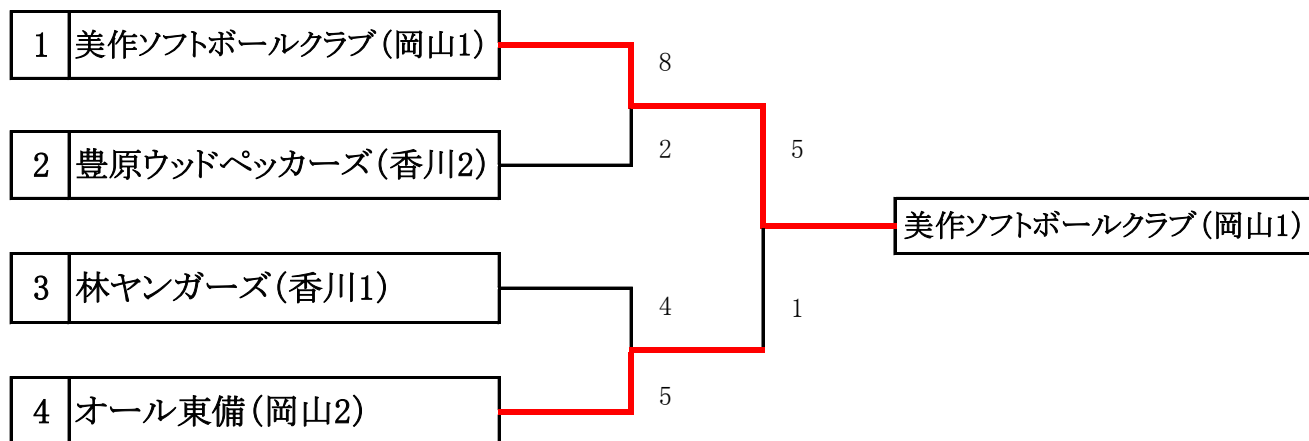 1 美作ソフトボールクラブ(岡山1)
8
2 豊原ウッドペッカーズ(香川2)
2
5
美作ソフトボールクラブ(岡山1)
3 林ヤンガーズ(香川1)
4
1
4 オール東備(岡山2)
5